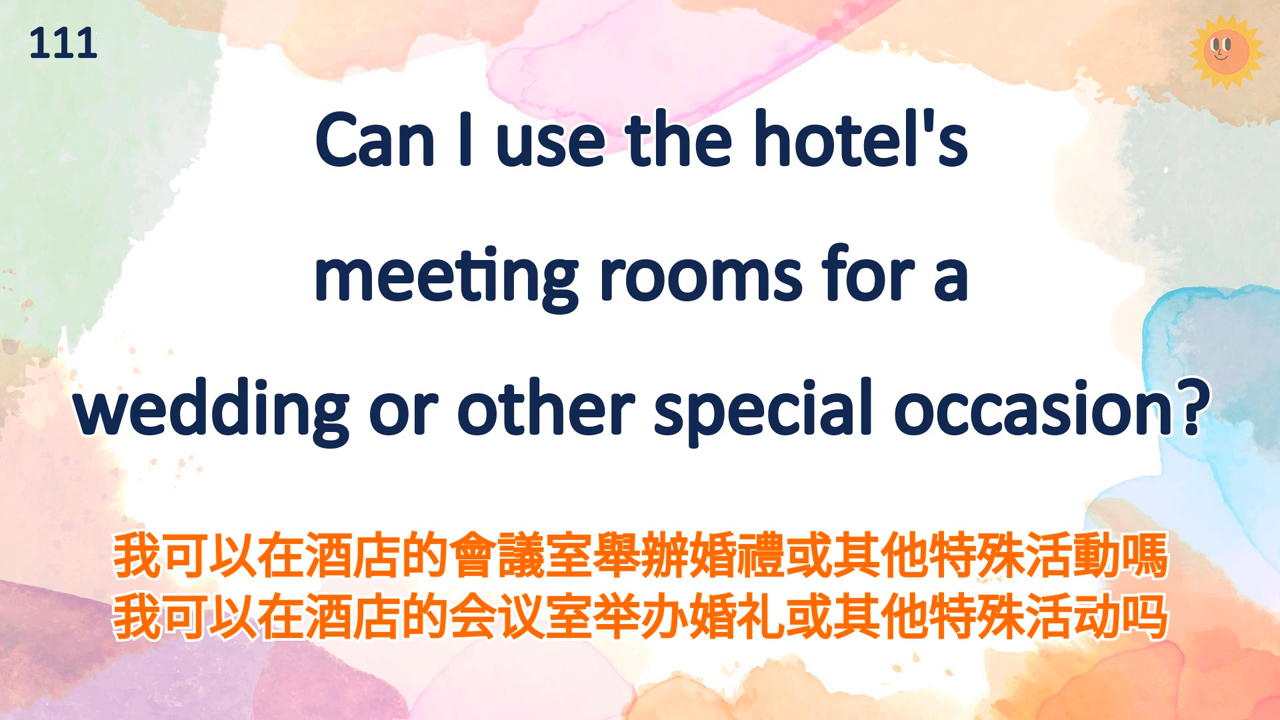 111
Can I use the hotel's
meeting rooms for a
wedding or other special occasion?
我可以在酒店的會議室舉辦婚禮或其他特殊活動嗎
我可以在酒店的会议室举办婚礼或其他特殊活动吗